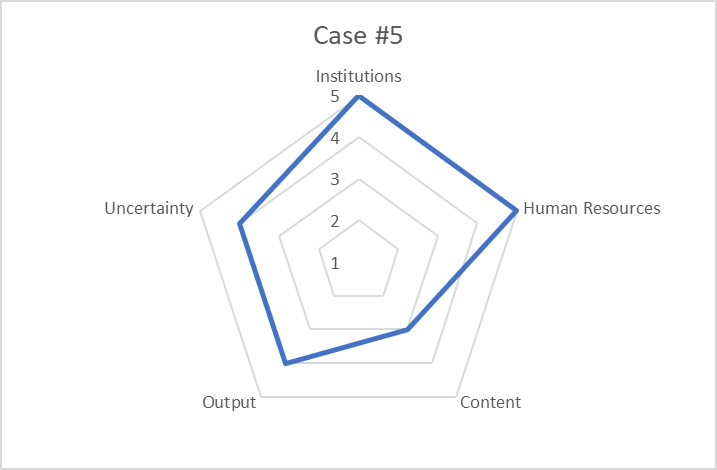 Case #5
Institutions
5
4
3
2
1
Uncertainty
Human Resources
Output
Content